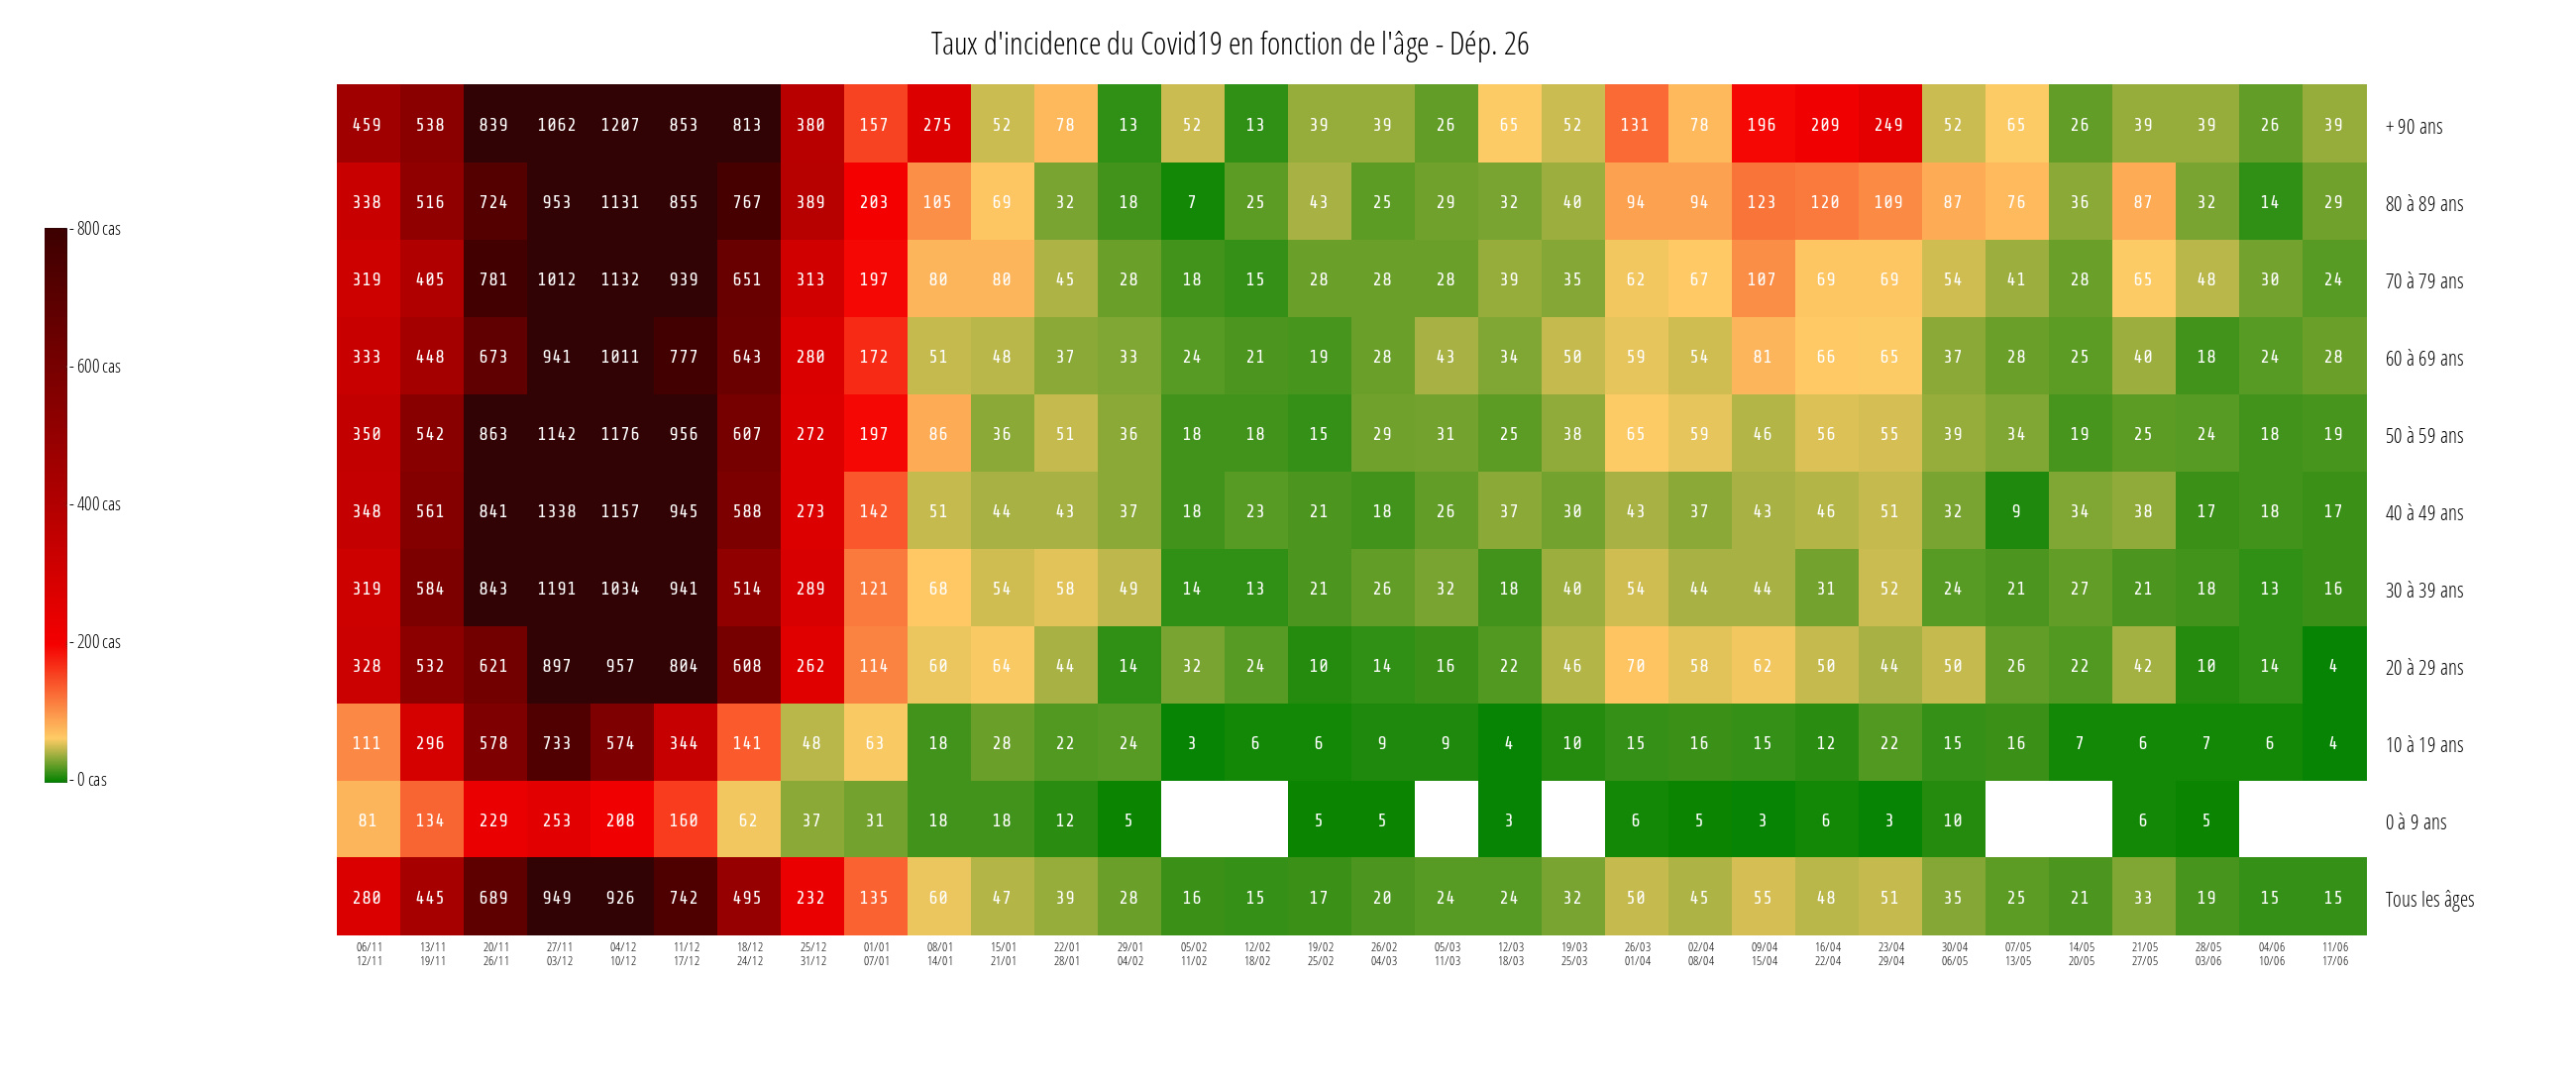 Taux d'incidence du Covid19 en fonction de l'âge - Dép. 26
459 538 839 1062 1207 853 813 380 157 275 52 78 13 52 13 39 39 26 65 52 131 78 196 209 249 52 65 26 39 39 26 39 + 90 ans
338 516 724 953 1131 855 767 389 203 105 69 32 18 7 25 43 25 29 32 40 94 94 123 120 109 87 76 36 87 32 14 29 80 à 89 ans
- 800 cas
319 405 781 1012 1132 939 651 313 197 80 80 45 28 18 15 28 28 28 39 35 62 67 107 69 69 54 41 28 65 48 30 24 70 à 79 ans
333 448 673 941 1011 777 643 280 172 51 48 37 33 24 21 19 28 43 34 50 59 54 81 66 65 37 28 25 40 18 24 28 60 à 69 ans
- 600 cas
350 542 863 1142 1176 956 607 272 197 86 36 51 36 18 18 15 29 31 25 38 65 59 46 56 55 39 34 19 25 24 18 19 50 à 59 ans
- 400 cas
348 561 841 1338 1157 945 588 273 142 51 44 43 37 18 23 21 18 26 37 30 43 37 43 46 51 32 9 34 38 17 18 17 40 à 49 ans
319 584 843 1191 1034 941 514 289 121 68 54 58 49 14 13 21 26 32 18 40 54 44 44 31 52 24 21 27 21 18 13 16 30 à 39 ans
- 200 cas
328 532 621 897 957 804 608 262 114 60 64 44 14 32 24 10 14 16 22 46 70 58 62 50 44 50 26 22 42 10 14 4 20 à 29 ans
111 296 578 733 574 344 141 48 63 18 28 22 24 3 6 6 9 9 4 10 15 16 15 12 22 15 16 7 6 7 6 4 10 à 19 ans
- 0 cas
81 134 229 253 208 160 62 37 31 18 18 12 5 5 5 3 6 5 3 6 3 10 6 5 0 à 9 ans
280 445 689 949 926 742 495 232 135 60 47 39 28 16 15 17 20 24 24 32 50 45 55 48 51 35 25 21 33 19 15 15 Tous les âges
06/11 13/11 20/11 27/11 04/12 11/12 18/12 25/12 01/01 08/01 15/01 22/01 29/01 05/02 12/02 19/02 26/02 05/03 12/03 19/03 26/03 02/04 09/04 16/04 23/04 30/04 07/05 14/05 21/05 28/05 04/06 11/06
12/11 19/11 26/11 03/12 10/12 17/12 24/12 31/12 07/01 14/01 21/01 28/01 04/02 11/02 18/02 25/02 04/03 11/03 18/03 25/03 01/04 08/04 15/04 22/04 29/04 06/05 13/05 20/05 27/05 03/06 10/06 17/06